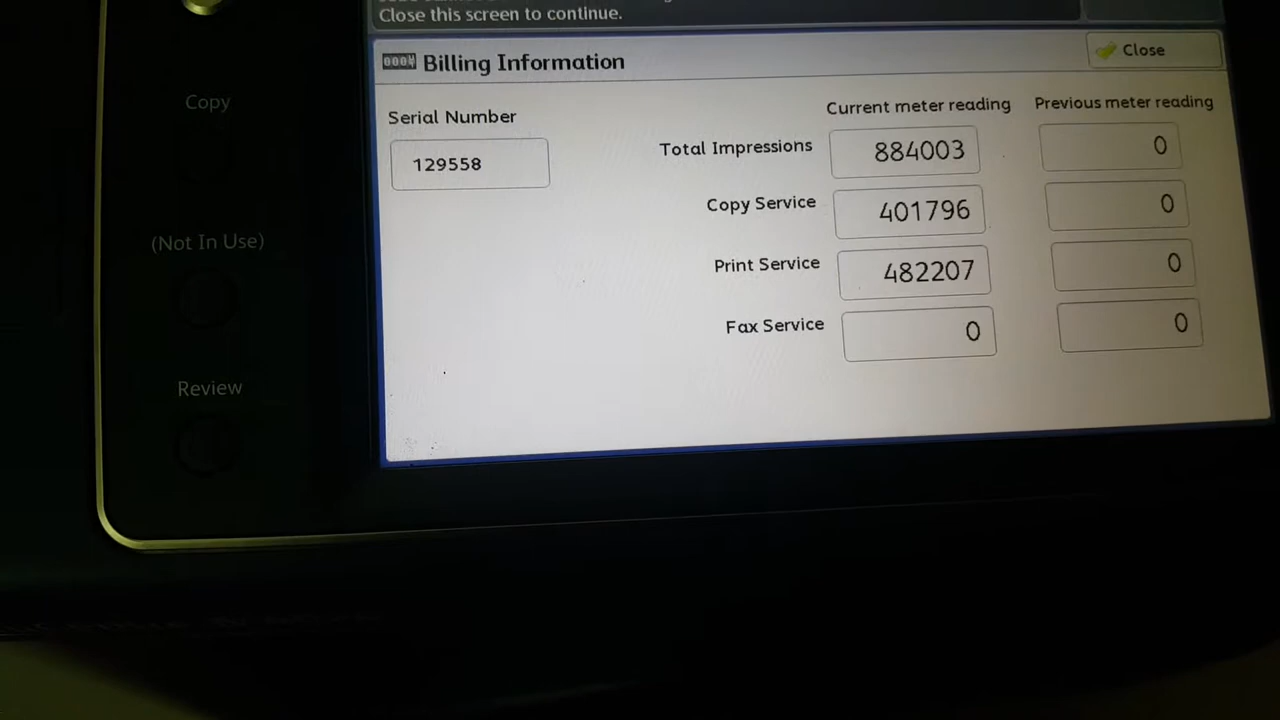 Close this screen to continue.
000 Billing Information
Close
Serial Number
Current meter reading
Previous meter reading
129558
Total Impressions
884003
0
Copy Service
401796
0
Print Service
482207
0
Fax Service
0
0
Copy
(Not In Use)
Review